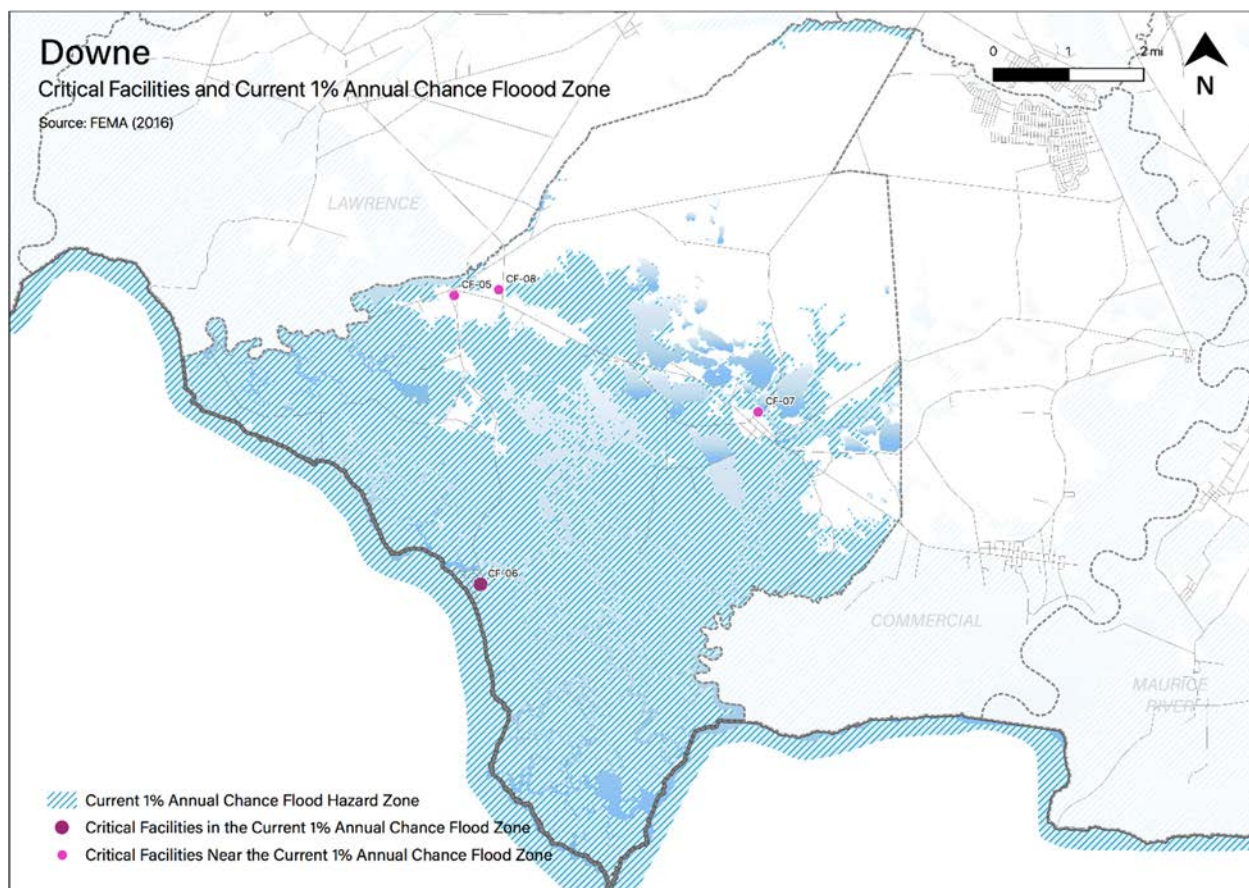 Downe
Critical Facilities and Current 1% Annual Chance Floood Zone
Source: FEMA (2016)
0 1 2 mi
N
LAWRENCE
CF-05
CF-08
CF-07
CF-06
COMMERCIAL
MAURICE
RIVER
Current 1% Annual Chance Flood Hazard Zone
Critical Facilities in the Current 1% Annual Chance Flood Zone
Critical Facilities Near the Current 1% Annual Chance Flood Zone